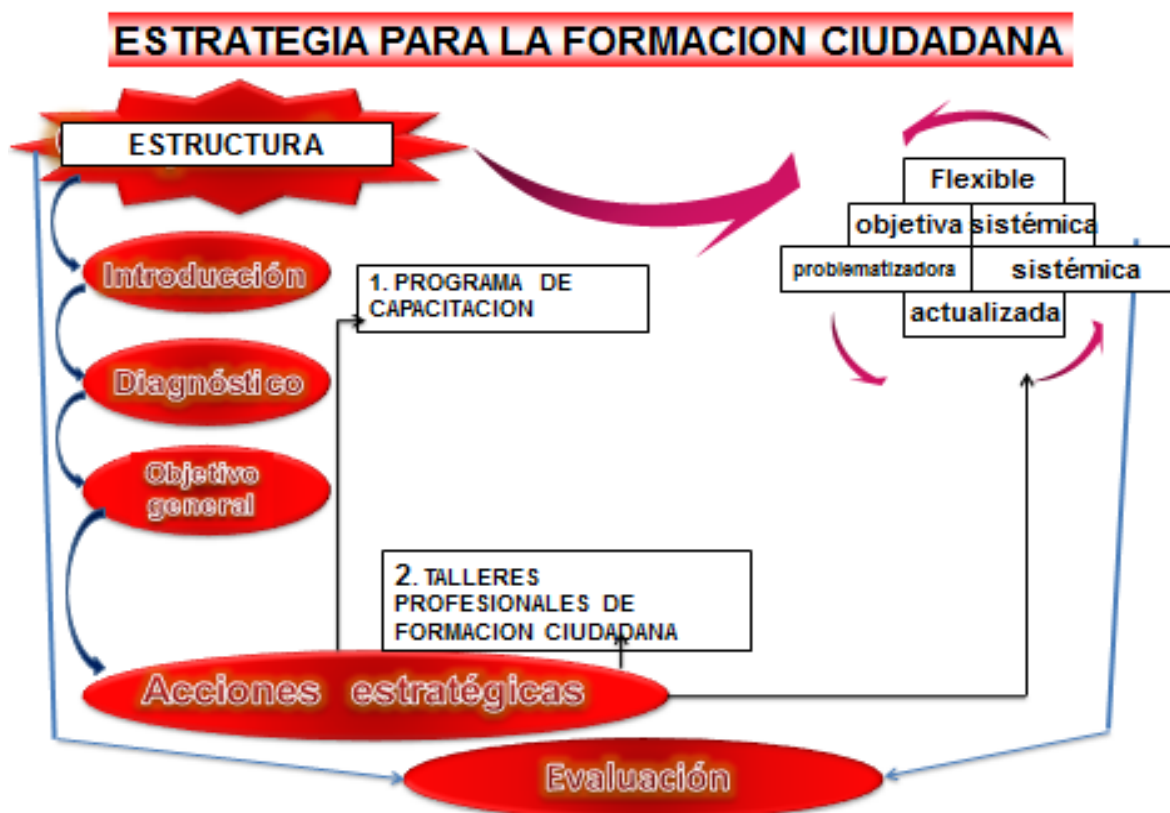 ESTRATEGIA PARA LA FORMACION CIUDADANA
ESTRUCTURA
Introducción
Diagnóstico
Objetivo
general
1. PROGRAMA DE
CAPACITACION
2. TALLERES
PROFESIONALES DE
FORMACION CIUDADANA
Acciones estratégicas
Evaluación
Flexible
objetiva
sistémica
problematizadora
sistémica
actualizada